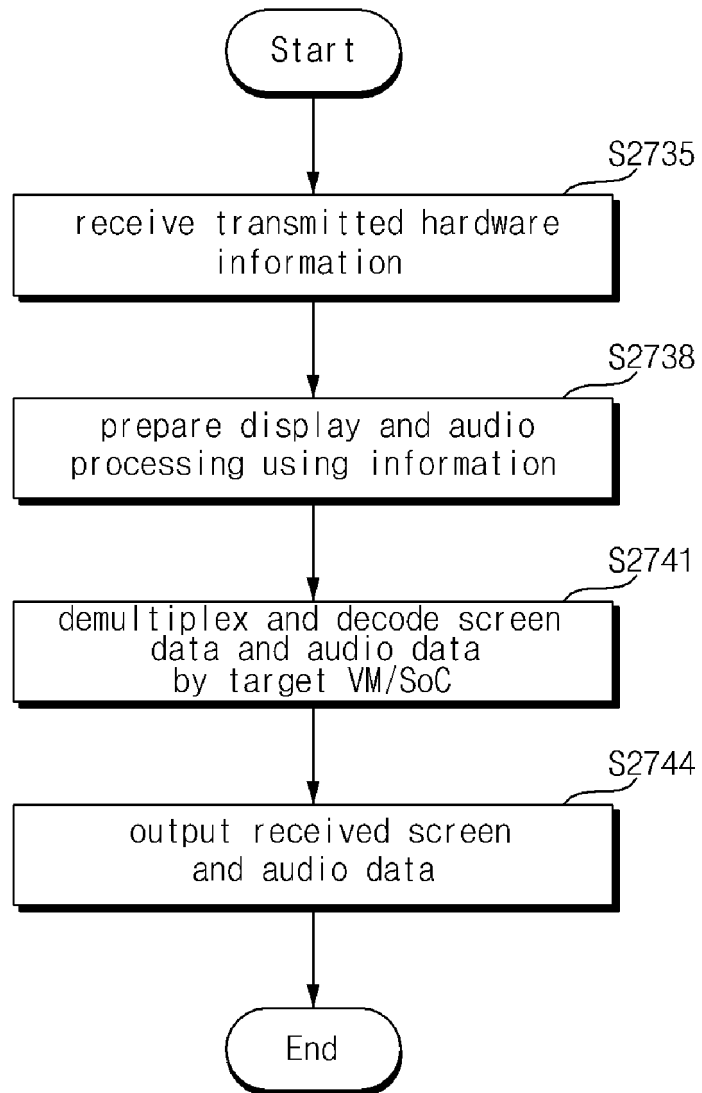 Start
S2735
receive transmitted hardware
information
S2738
prepare display and audio
processing using information
S2741
demultiplex and decode screen
data and audio data
by target VM/SoC
S2744
output received screen
and audio data
End